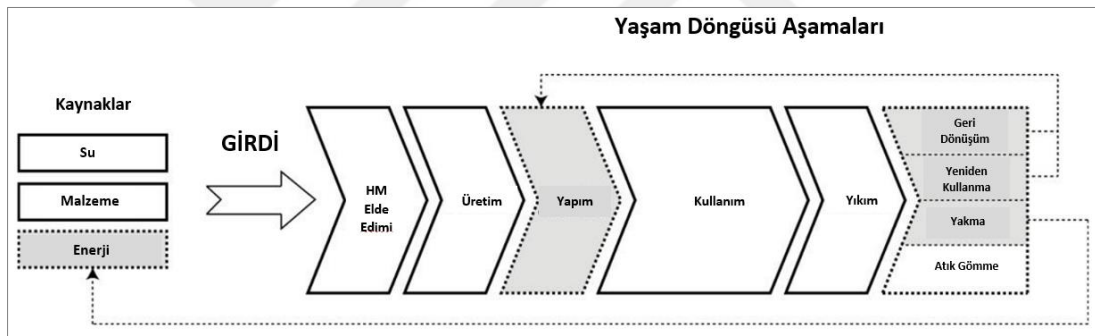 Yaşam Döngüsü Aşamaları
Kaynaklar
Su
Malzeme
Enerji
GİRDİ
HM
Elde
Edimi
Üretim
Yapım
Kullanım
Yıkım
Geri
Dönüşüm
Yeniden
Kullanma
Yakma
Atık Gömme